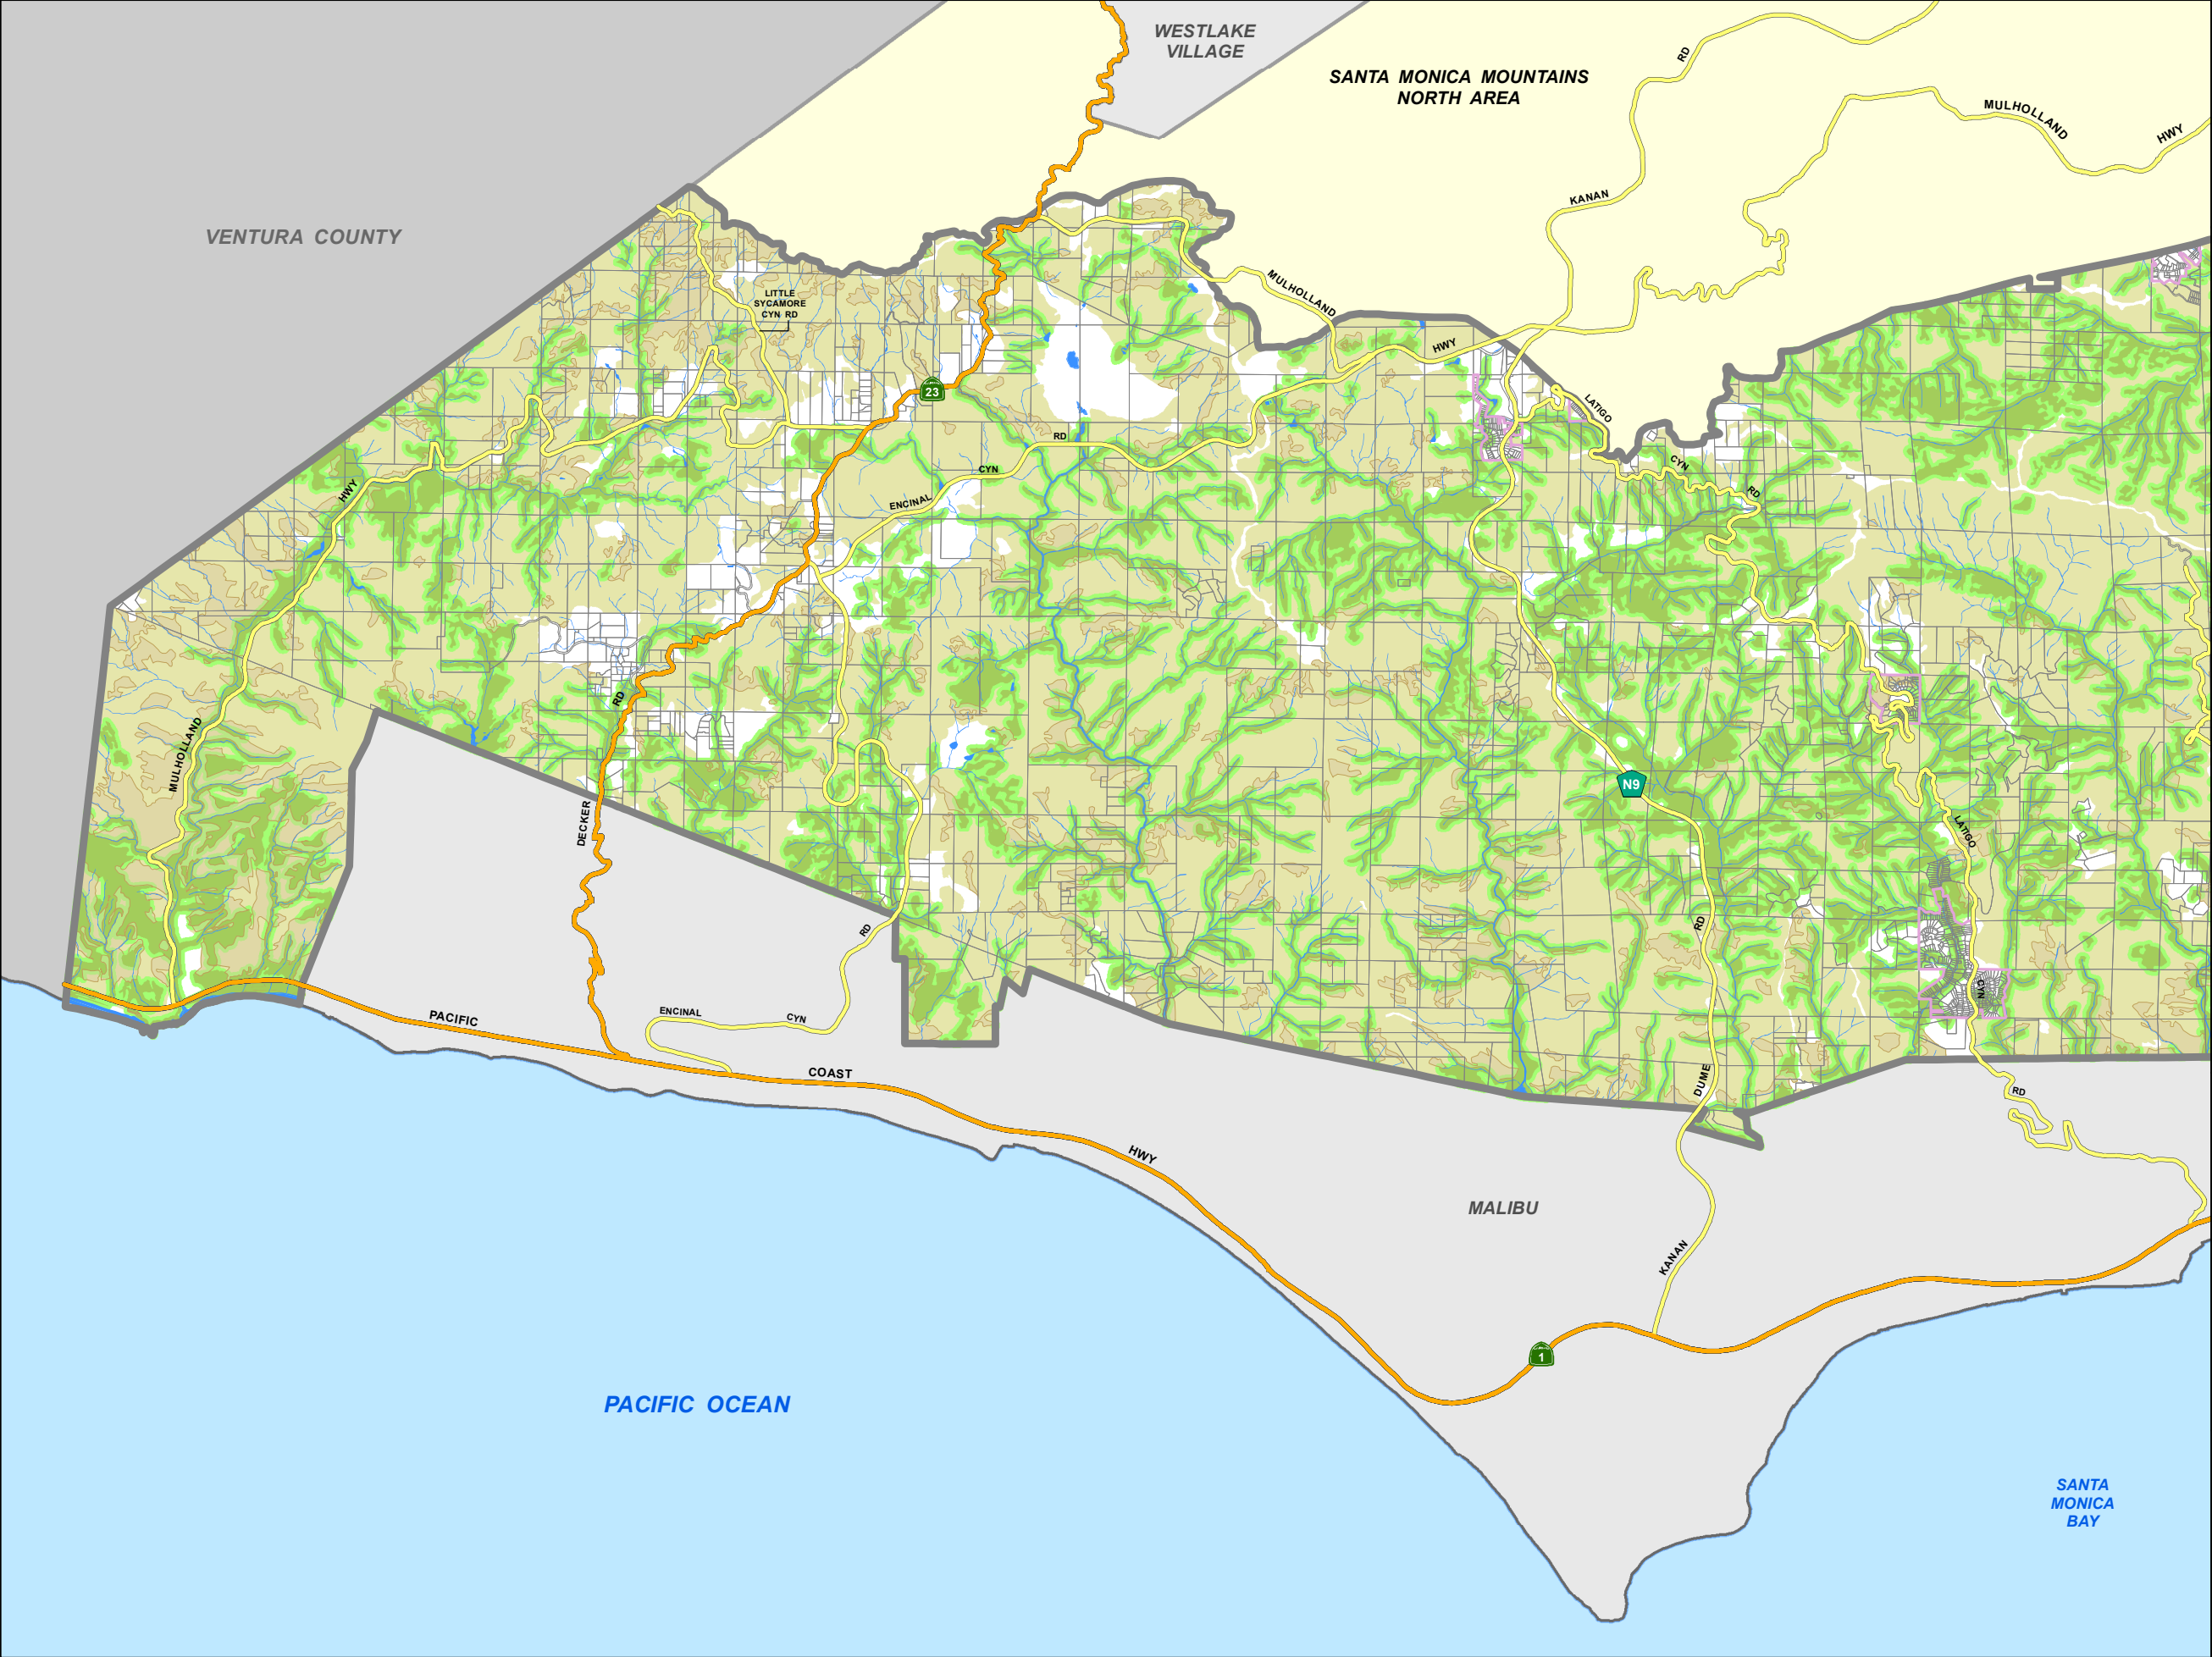 WESTLAKE
VILLAGE
SANTA MONICA MOUNTAINS
NORTH AREA
RD
MULHOLLAND
HWY
KANAN
VENTURA COUNTY
LITTLE
SYCAMORE
CYN RD
MULHOLLAND
HWY
23
LATIGO
RD
CYN
CYN
RD
ENCINAL
HWY
RD
MULHOLLAND
N9
DECKER
LATIGO
RD
RD
CYN
PACIFIC
ENCINAL
CYN
COAST
DUME
RD
HWY
MALIBU
KANAN
1
PACIFIC OCEAN
SANTA
MONICA
BAY